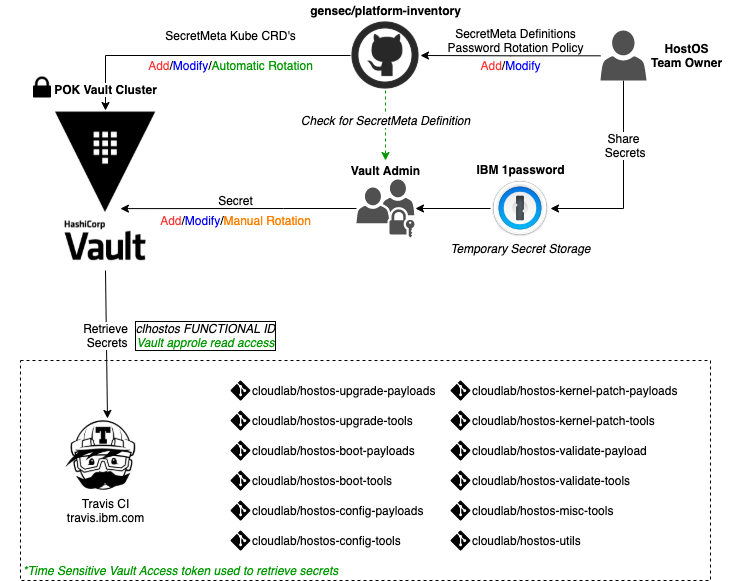 gensec/platform-inventory
SecretMeta Kube CRD's
Add/Modify/Automatic Rotation
SecretMeta Definitions
Password Rotation Policy
Add/Modify
HostOS
Team Owner
POK Vault Cluster
Check for SecretMeta Definition
Share
Secrets
Vault Admin
IBM 1password
Secret
Add/Modify/Manual Rotation
Temporary Secret Storage
HashiCorp
Vault
Retrieve
Secrets
clhostos FUNCTIONAL ID
Vault approle read access
cloudlab/hostos-upgrade-payloads
cloudlab/hostos-kernel-patch-payloads
cloudlab/hostos-upgrade-tools
cloudlab/hostos-kernel-patch-tools
cloudlab/hostos-boot-payloads
cloudlab/hostos-validate-payload
cloudlab/hostos-boot-tools
cloudlab/hostos-validate-tools
cloudlab/hostos-config-payloads
cloudlab/hostos-misc-tools
cloudlab/hostos-config-tools
cloudlab/hostos-utils
T
Travis CI
travis.ibm.com
*Time Sensitive Vault Access token used to retrieve secrets